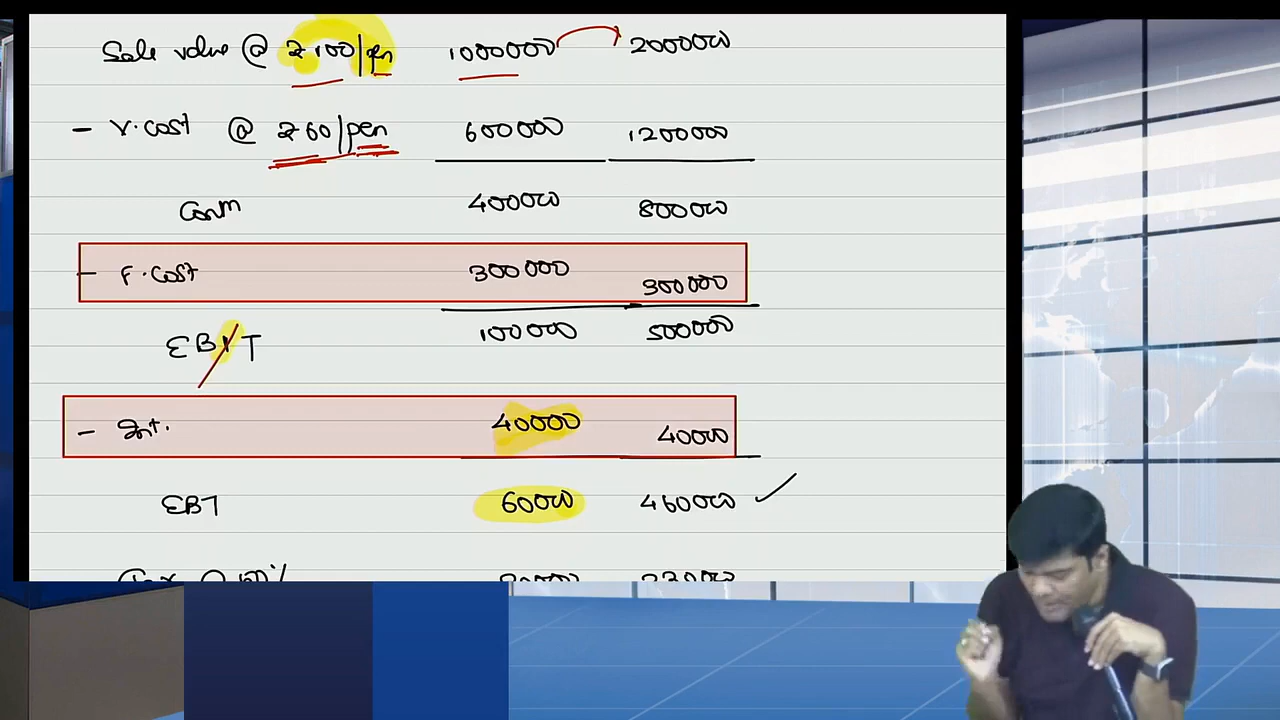 Sale value @ ₹100/pen 1000000 2000000
- V.cost @ ₹60/pen 600000 1200000
Conm 400000 800000
- F.cost 300000 300000
EBIT 100000 500000
- Int. 40000 40000
EBT 60000 460000